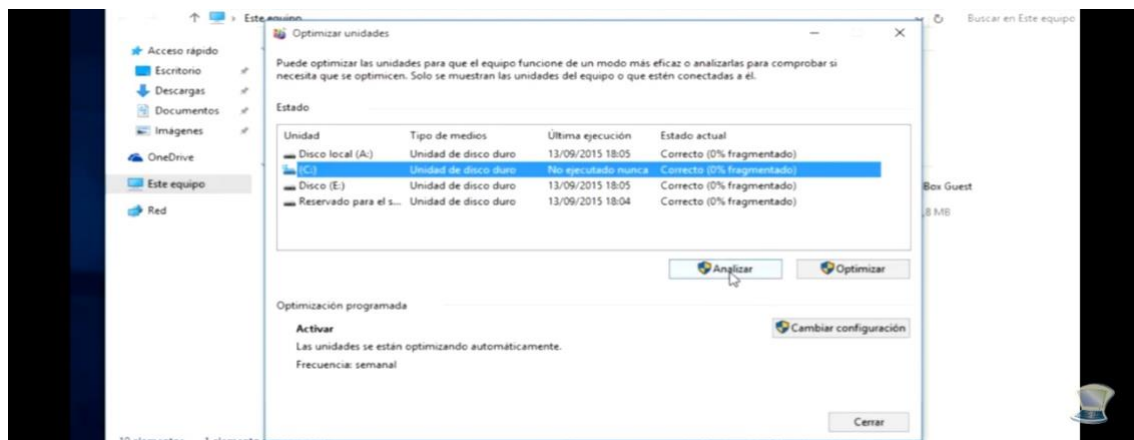 Este equipo
Buscar en Este equipo
Optimizar unidades
Acceso rápido
Escritorio
Descargas
Documentos
Imágenes
OneDrive
Este equipo
Red
Puede optimizar las unidades para que el equipo funcione de un modo más eficaz o analizarlas para comprobar si
necesita que se optimicen. Solo se muestran las unidades del equipo o que estén conectadas a él.
Estado
Unidad Tipo de medios Última ejecución Estado actual
Disco local (A:) Unidad de disco duro 13/09/2015 18:05 Correcto (0% fragmentado)
(C:) Unidad de disco duro No ejecutado nunca Correcto (0% fragmentado)
Disco (E:) Unidad de disco duro 13/09/2015 18:05 Correcto (0% fragmentado)
Reservado para el s... Unidad de disco duro 13/09/2015 18:04 Correcto (0% fragmentado)
Box Guest
,8 MB
Analizar Optimizar
Optimización programada
Activar
Cambiar configuración
Las unidades se están optimizando automáticamente.
Frecuencia: semanal
Cerrar